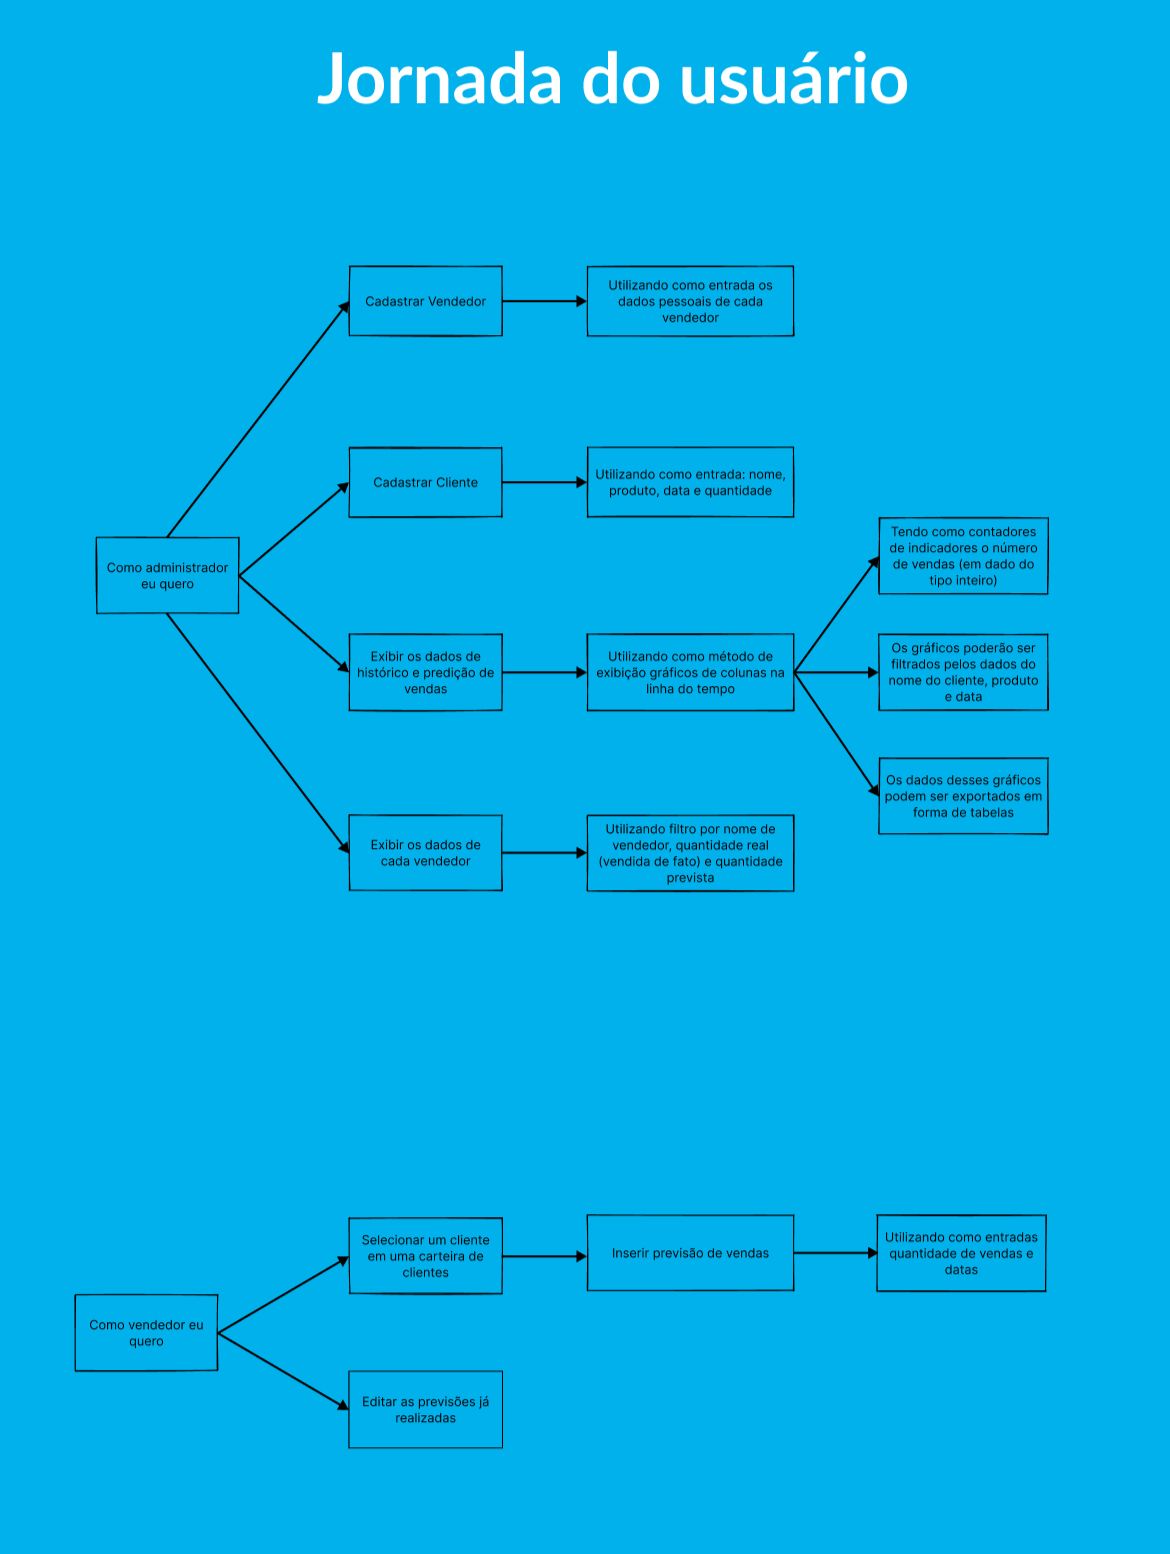 Jornada do usuário
Cadastrar Vendedor
Utilizando como entrada os
dados pessoais de cada
vendedor
Cadastrar Cliente
Utilizando como entrada: nome,
produto, data e quantidade
Como administrador
eu quero
Exibir os dados de
histórico e predição de
vendas
Utilizando como método de
exibição gráficos de colunas na
linha do tempo
Tendo como contadores
de indicadores o número
de vendas (em dado do
tipo inteiro)
Os gráficos poderão ser
filtrados pelos dados do
nome do cliente, produto
e data
Os dados desses gráficos
podem ser exportados em
forma de tabelas
Exibir os dados de
cada vendedor
Utilizando filtro por nome de
vendedor, quantidade real
(vendida de fato) e quantidade
prevista
Como vendedor eu
quero
Selecionar um cliente
em uma carteira de
clientes
Inserir previsão de vendas
Utilizando como entradas
quantidade de vendas e
datas
Editar as previsões já
realizadas